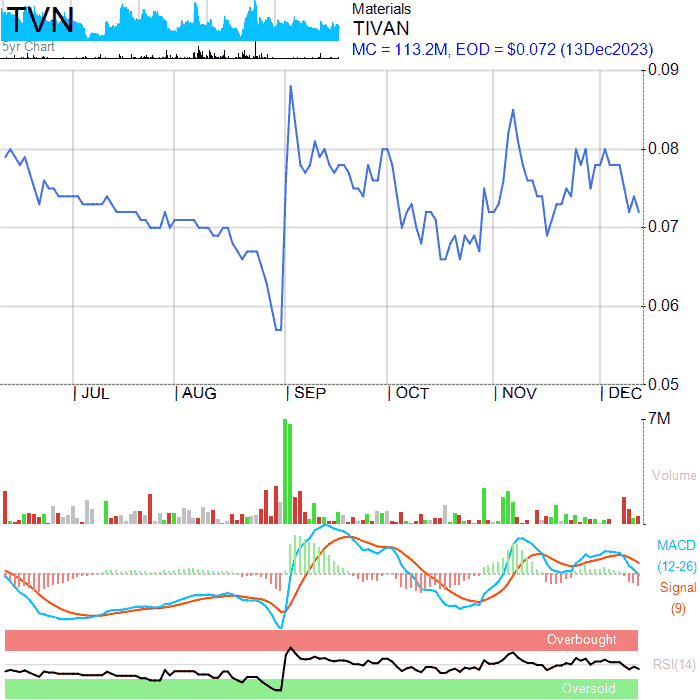 TVN
5yr Chart
Materials
TIVAN
MC = 113.2M, EOD = $0.072 (13Dec2023)
0.09
0.08
0.07
0.06
0.05
JUL AUG SEP OCT NOV DEC
7M
Volume
MACD
(12-26)
Signal
(9)
Overbought
RSI(14)
Oversold